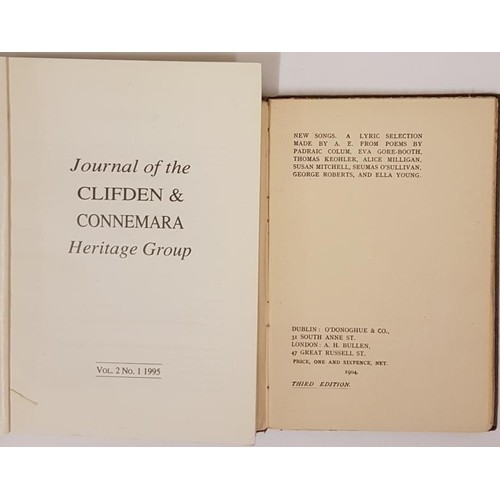 Journal of the
CLIFDEN &
CONNEMARA
Heritage Group
VOL. 2 NO. 1 1995
NEW SONGS. A LYRIC SELECTION
MADE BY A. E. FROM POEMS BY
PADRAIC COLUM, EVA GORE-BOOTH,
THOMAS KEOHLER, ALICE MILLIGAN,
SUSAN MITCHELL, SEUMAS O'SULLIVAN,
GEORGE ROBERTS, AND ELLA YOUNG.
DUBLIN: O'DONOGHUE & CO.,
31 SOUTH ANNE ST.
LONDON: A. H. BULLEN,
47 GREAT RUSSELL ST.
PRICE, ONE AND SIXPENCE, NET.
1904.
THIRD EDITION.